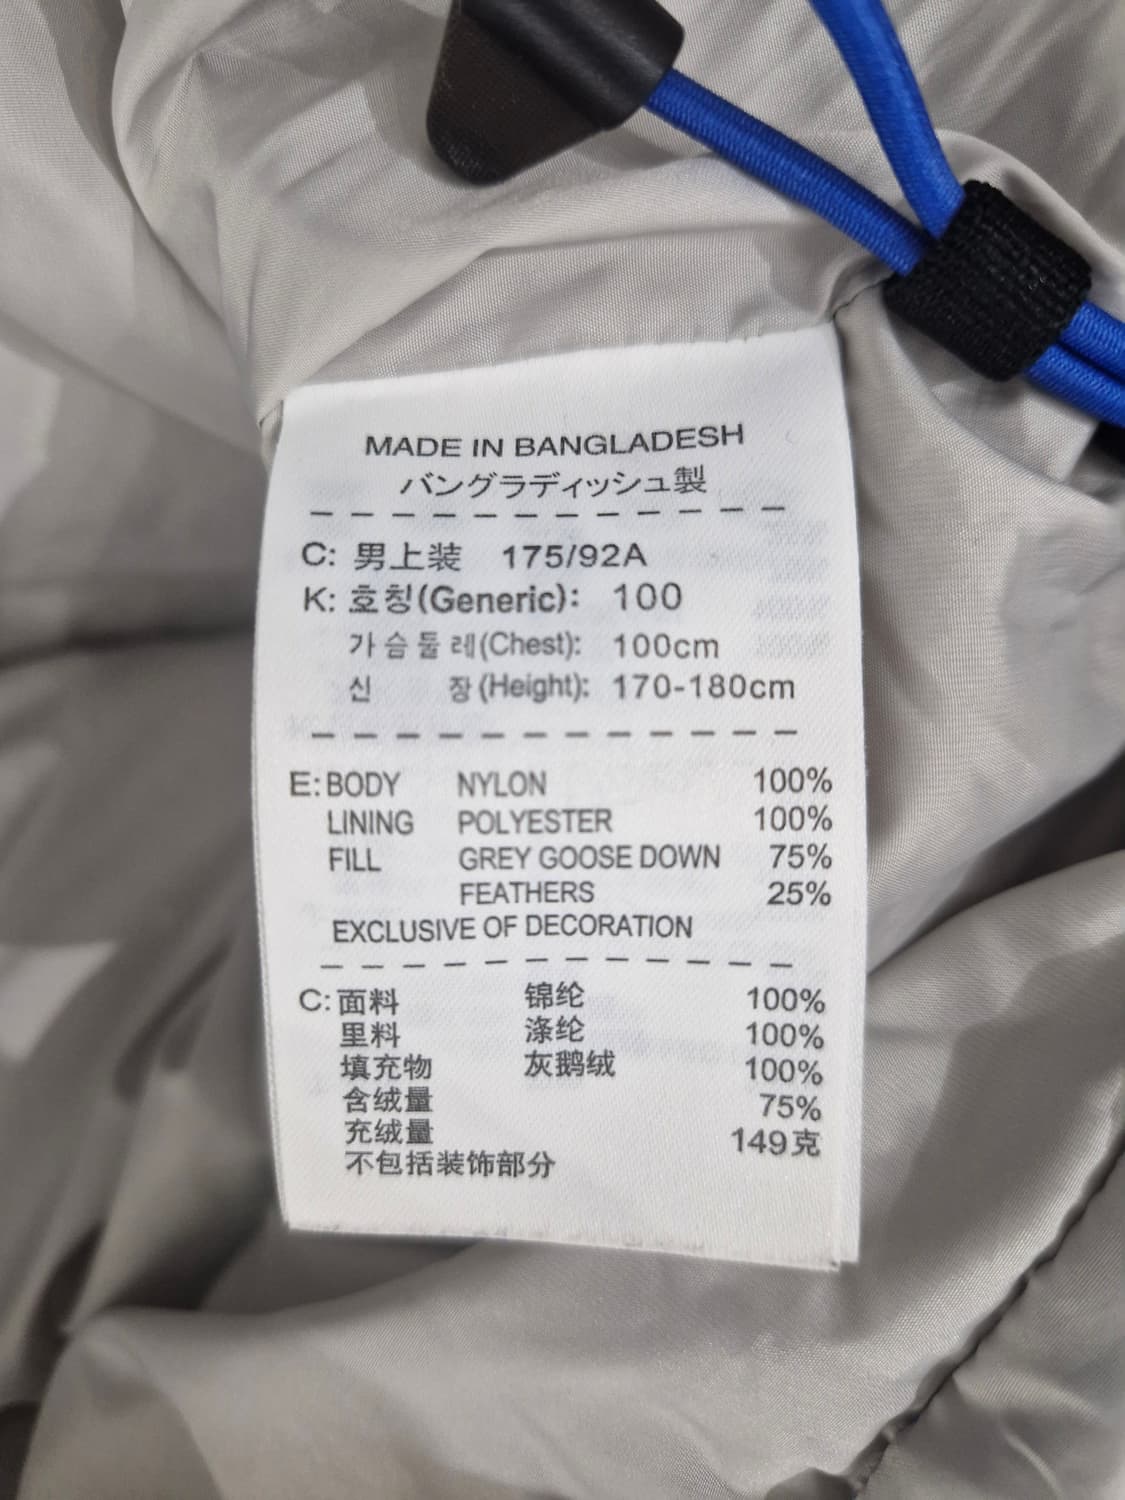 MADE IN BANGLADESH
バングラディッシュ製
C: 男上装 175/92A
K: 호칭(Generic): 100
가슴둘레(Chest): 100cm
신 장(Height): 170-180cm
E: BODY NYLON 100%
LINING POLYESTER 100%
FILL GREY GOOSE DOWN 75%
FEATHERS 25%
EXCLUSIVE OF DECORATION
C: 面料 锦纶 100%
里料 涤纶 100%
填充物 灰鹅绒 100%
含绒量 75%
充绒量 149克
不包括装饰部分